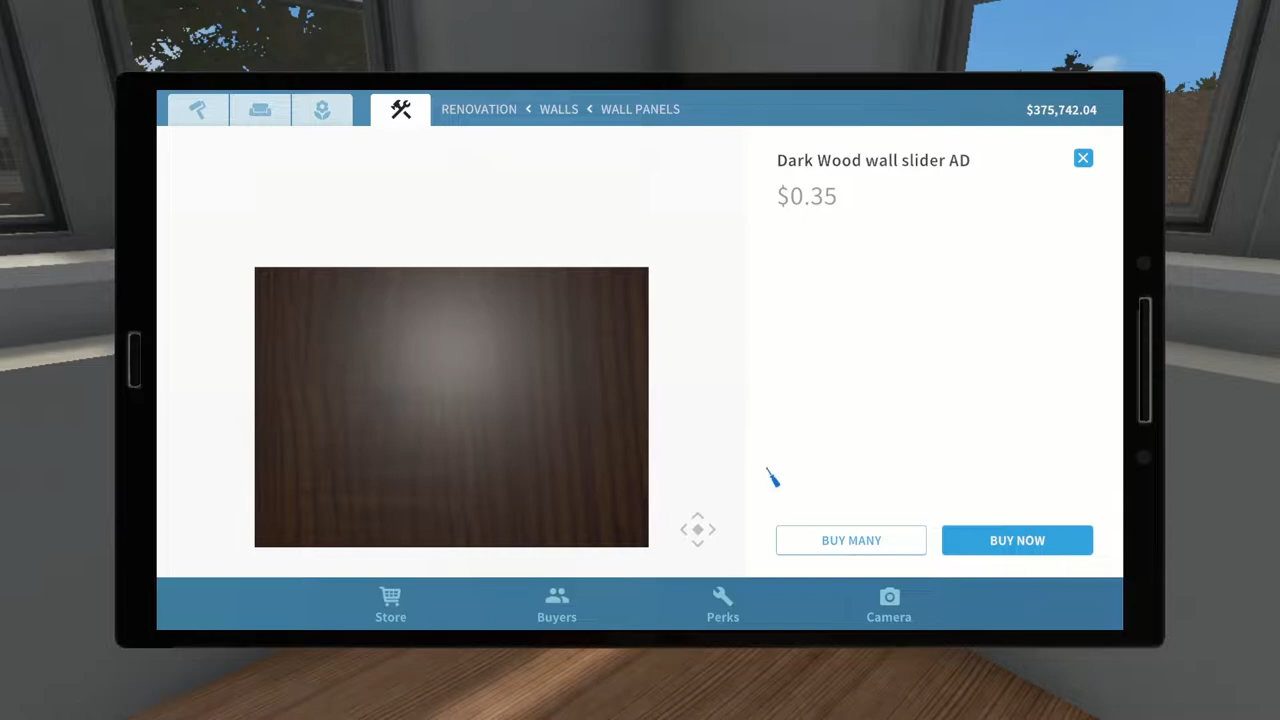 RENOVATION < WALLS < WALL PANELS
$375,742.04
Dark Wood wall slider AD
$0.35
BUY MANY
BUY NOW
Store
Buyers
Perks
Camera